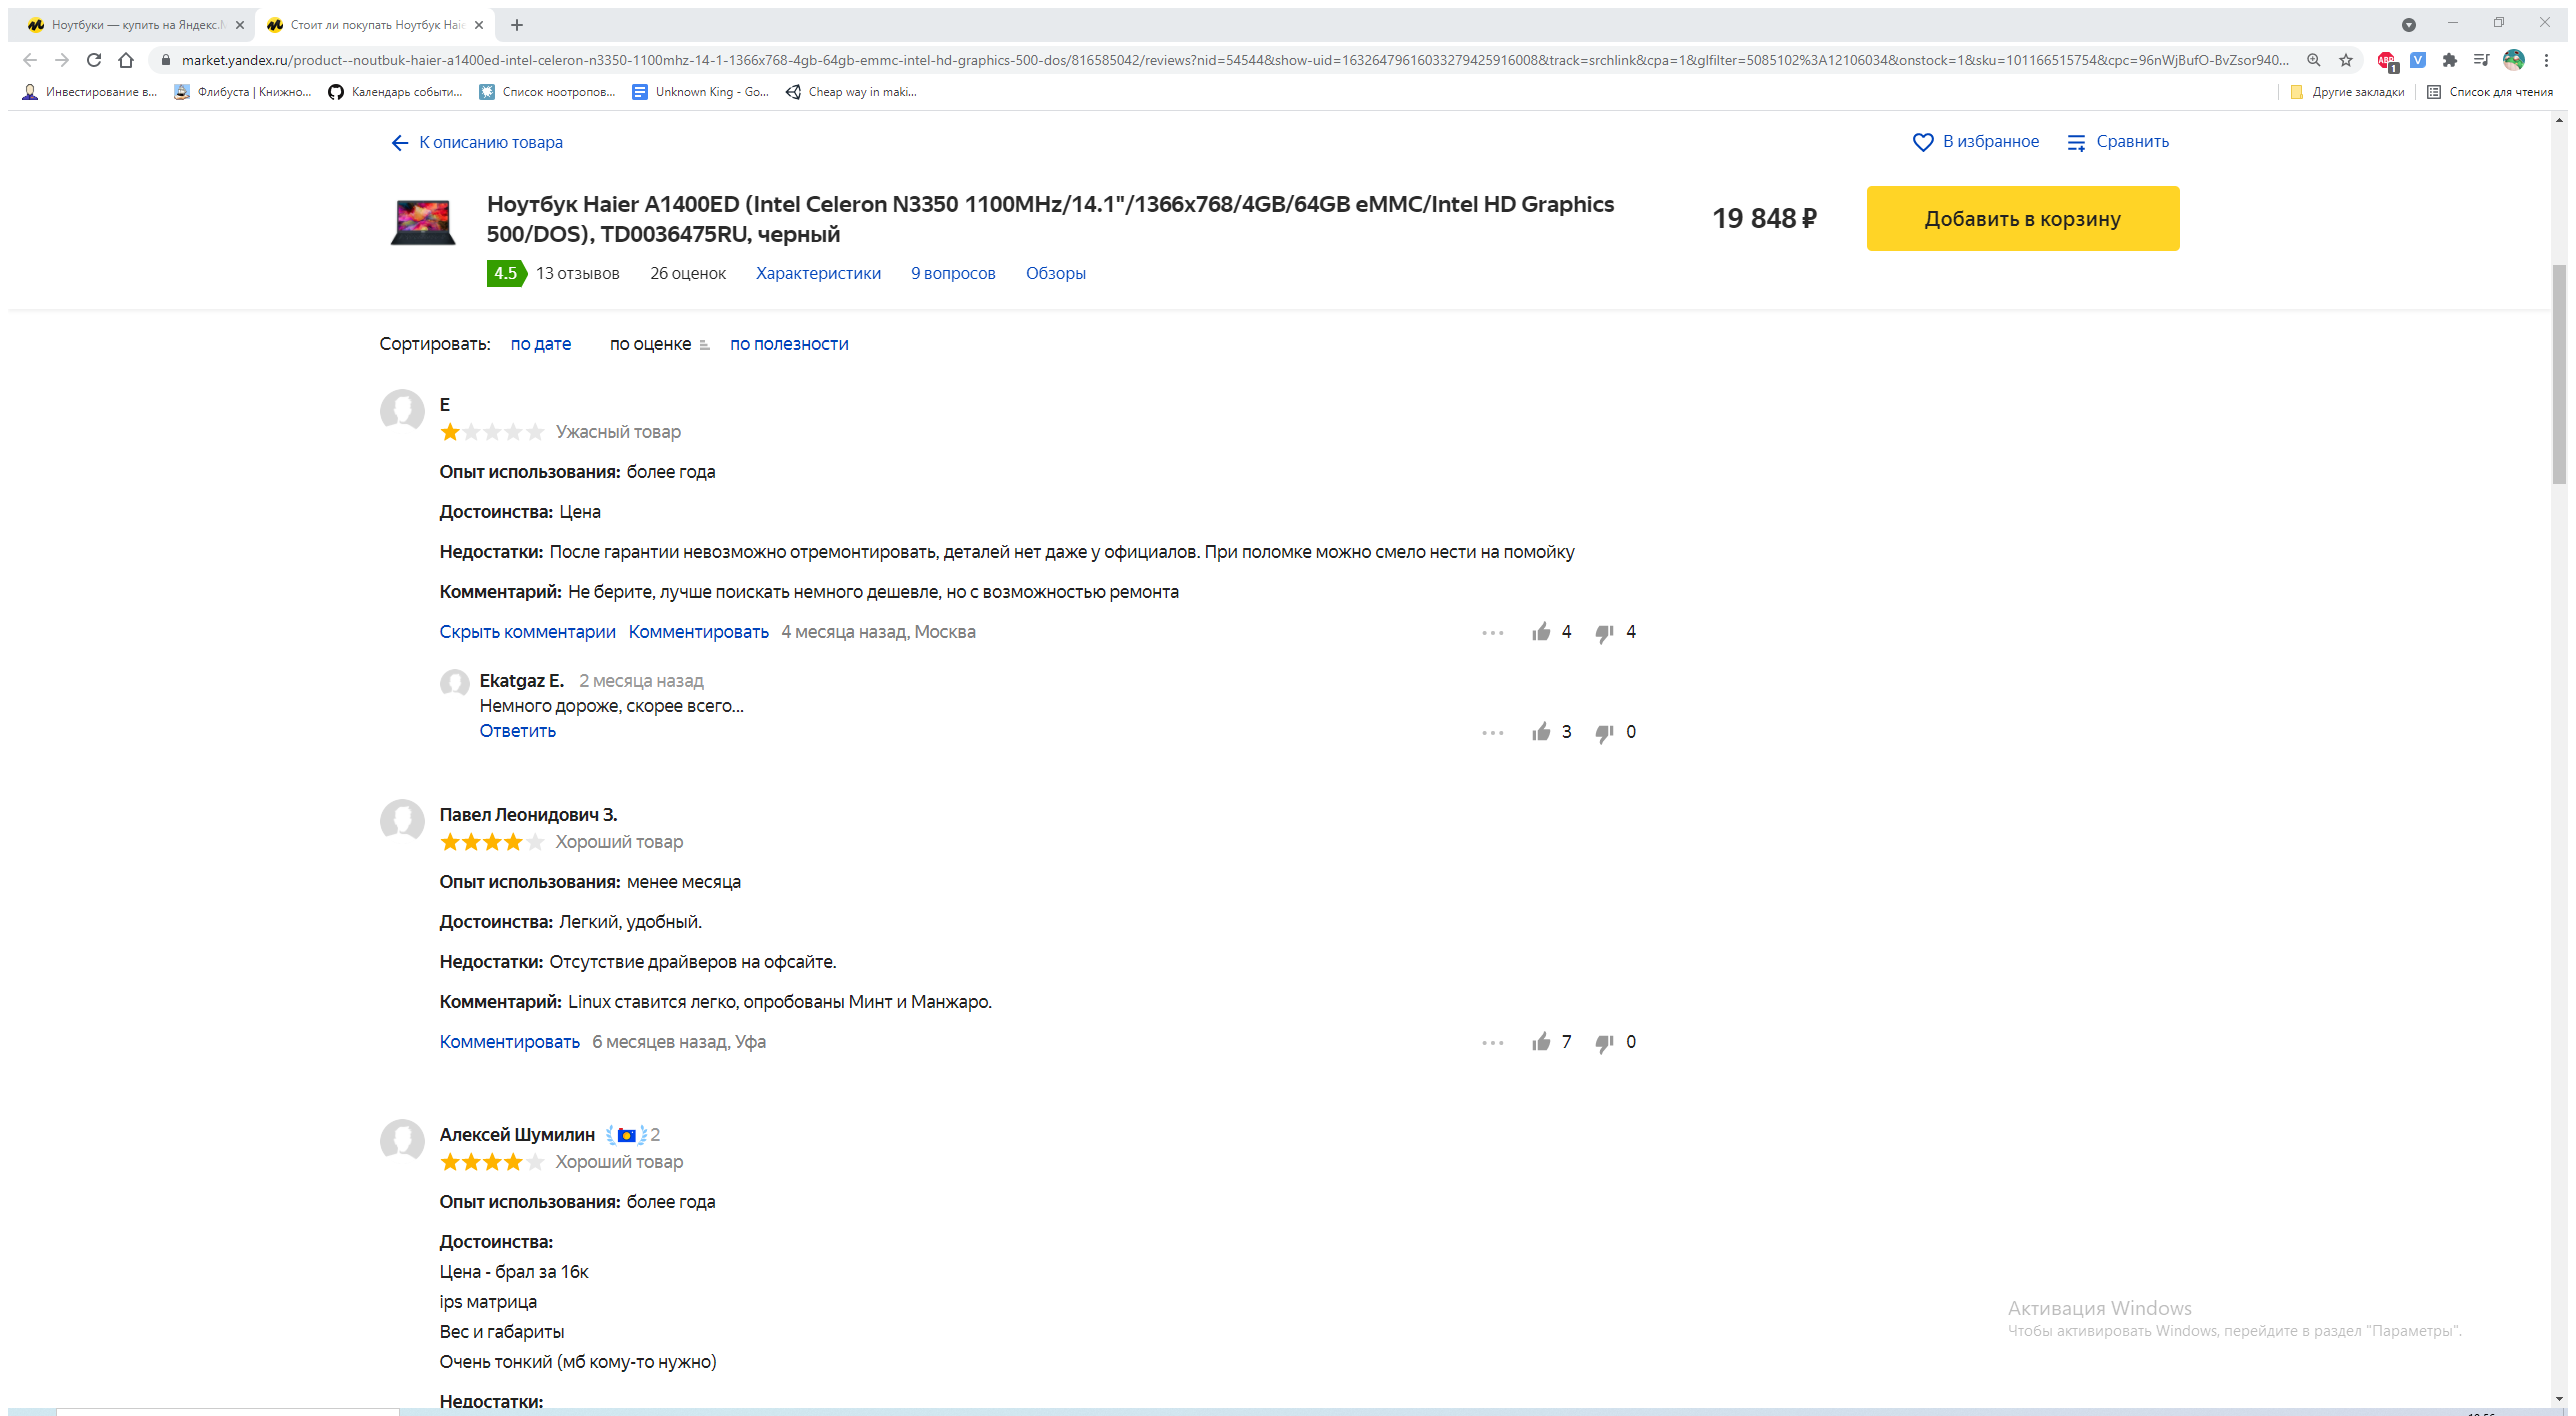 Ноутбуки — купить на Яндекс.М
Стоит ли покупать Ноутбук Haie
market.yandex.ru/product--noutbuk-haier-a1400ed-intel-celeron-n3350-1100mhz-14-1-1366x768-4gb-64gb-emmc-intel-hd-graphics-500-dos/816585042/reviews?nid=54544&show-uid=16326479616033279425916008&track=srchlink&cpa=1&glfilter=5085102%3A12106034&onstock=1&sku=101166515754&cpc=96nWjBufO-BvZsor940...
ABP 1 V
Инвестирование в... Флибуста | Книжно... Календарь событи... Список ноотропов... Unknown King - Go... Cheap way in maki... Другие закладки Список для чтения
К описанию товара В избранное Сравнить
Ноутбук Haier A1400ED (Intel Celeron N3350 1100MHz/14.1"/1366x768/4GB/64GB eMMC/Intel HD Graphics
500/DOS), TD0036475RU, черный
19 848 ₽ Добавить в корзину
4.5 13 отзывов 26 оценок Характеристики 9 вопросов Обзоры
Сортировать: по дате по оценке по полезности
E
Ужасный товар
Опыт использования: более года
Достоинства: Цена
Недостатки: После гарантии невозможно отремонтировать, деталей нет даже у официалов. При поломке можно смело нести на помойку
Комментарий: Не берите, лучше поискать немного дешевле, но с возможностью ремонта
Скрыть комментарии Комментировать 4 месяца назад, Москва ... 4 4
Ekatgaz E. 2 месяца назад
Немного дороже, скорее всего...
Ответить ... 3 0
Павел Леонидович З.
Хороший товар
Опыт использования: менее месяца
Достоинства: Легкий, удобный.
Недостатки: Отсутствие драйверов на офсайте.
Комментарий: Linux ставится легко, опробованы Минт и Манжаро.
Комментировать 6 месяцев назад, Уфа ... 7 0
Алексей Шумилин 2
Хороший товар
Опыт использования: более года
Достоинства:
Цена - брал за 16к
ips матрица
Вес и габариты
Очень тонкий (мб кому-то нужно)
Недостатки:
Активация Windows
Чтобы активировать Windows, перейдите в раздел "Параметры".